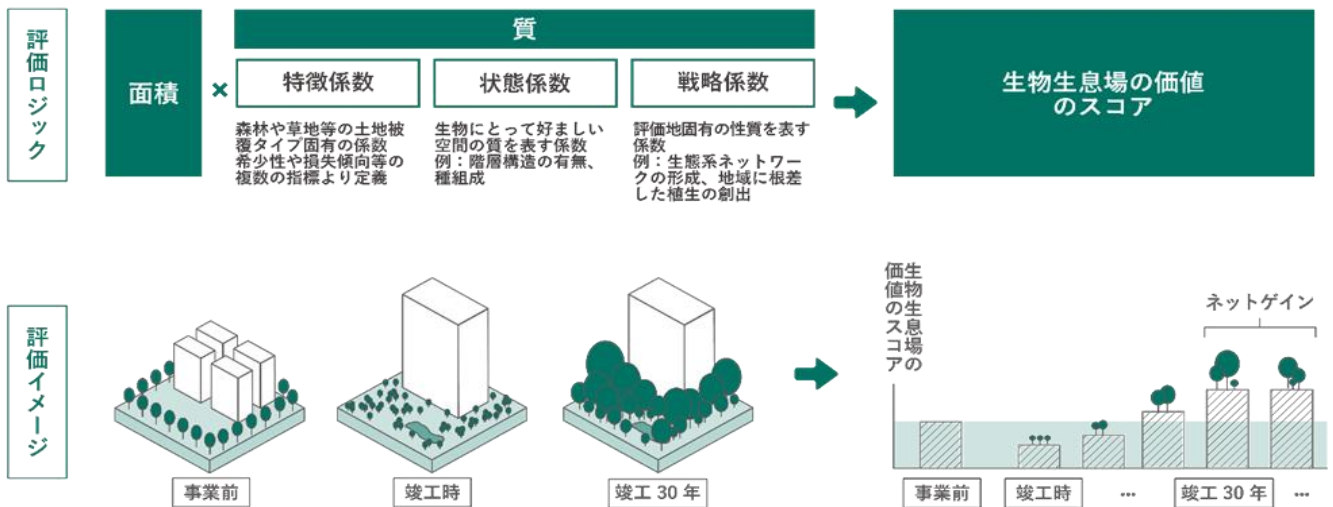 評価ロジック
面積
×
質
特徴係数
森林や草地等の土地被
覆タイプ固有の係数
希少性や損失傾向等の
複数の指標より定義
状態係数
生物にとって好ましい
空間の質を表す係数
例：階層構造の有無、
種組成
戦略係数
評価地固有の性質を表す
係数
例：生態系ネットワー
クの形成、地域に根差
した植生の創出
生物生息場の価値
のスコア
評価イメージ
事業前
竣工時
竣工 30 年
生物生息場の
価値のスコア
ネットゲイン
事業前
竣工時
…
竣工 30 年
…